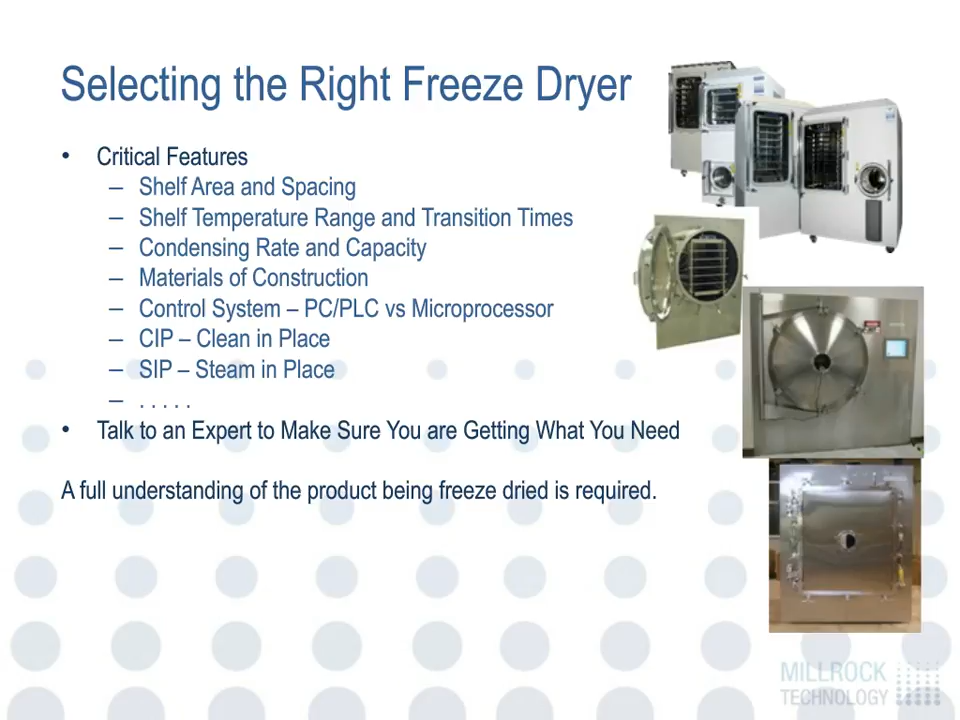 Selecting the Right Freeze Dryer
• Critical Features
– Shelf Area and Spacing
– Shelf Temperature Range and Transition Times
– Condensing Rate and Capacity
– Materials of Construction
– Control System – PC/PLC vs Microprocessor
– CIP – Clean in Place
– SIP – Steam in Place
– . . . . .
• Talk to an Expert to Make Sure You are Getting What You Need
A full understanding of the product being freeze dried is required.
MILLROCK
TECHNOLOGY